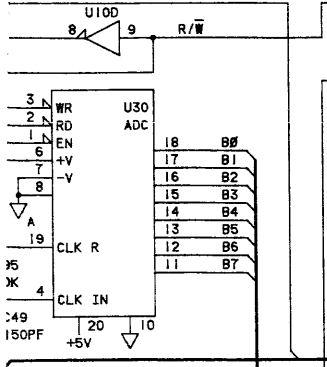 U10D
8 9 R/W̅
3 WR U30
2 RD ADC
1 EN
6 +V 18 BØ
7 -V 17 B1
8 16 B2
15 B3
A 14 B4
19 CLK R 13 B5
12 B6
11 B7
4 CLK IN
C49
150PF 20 10
+5V